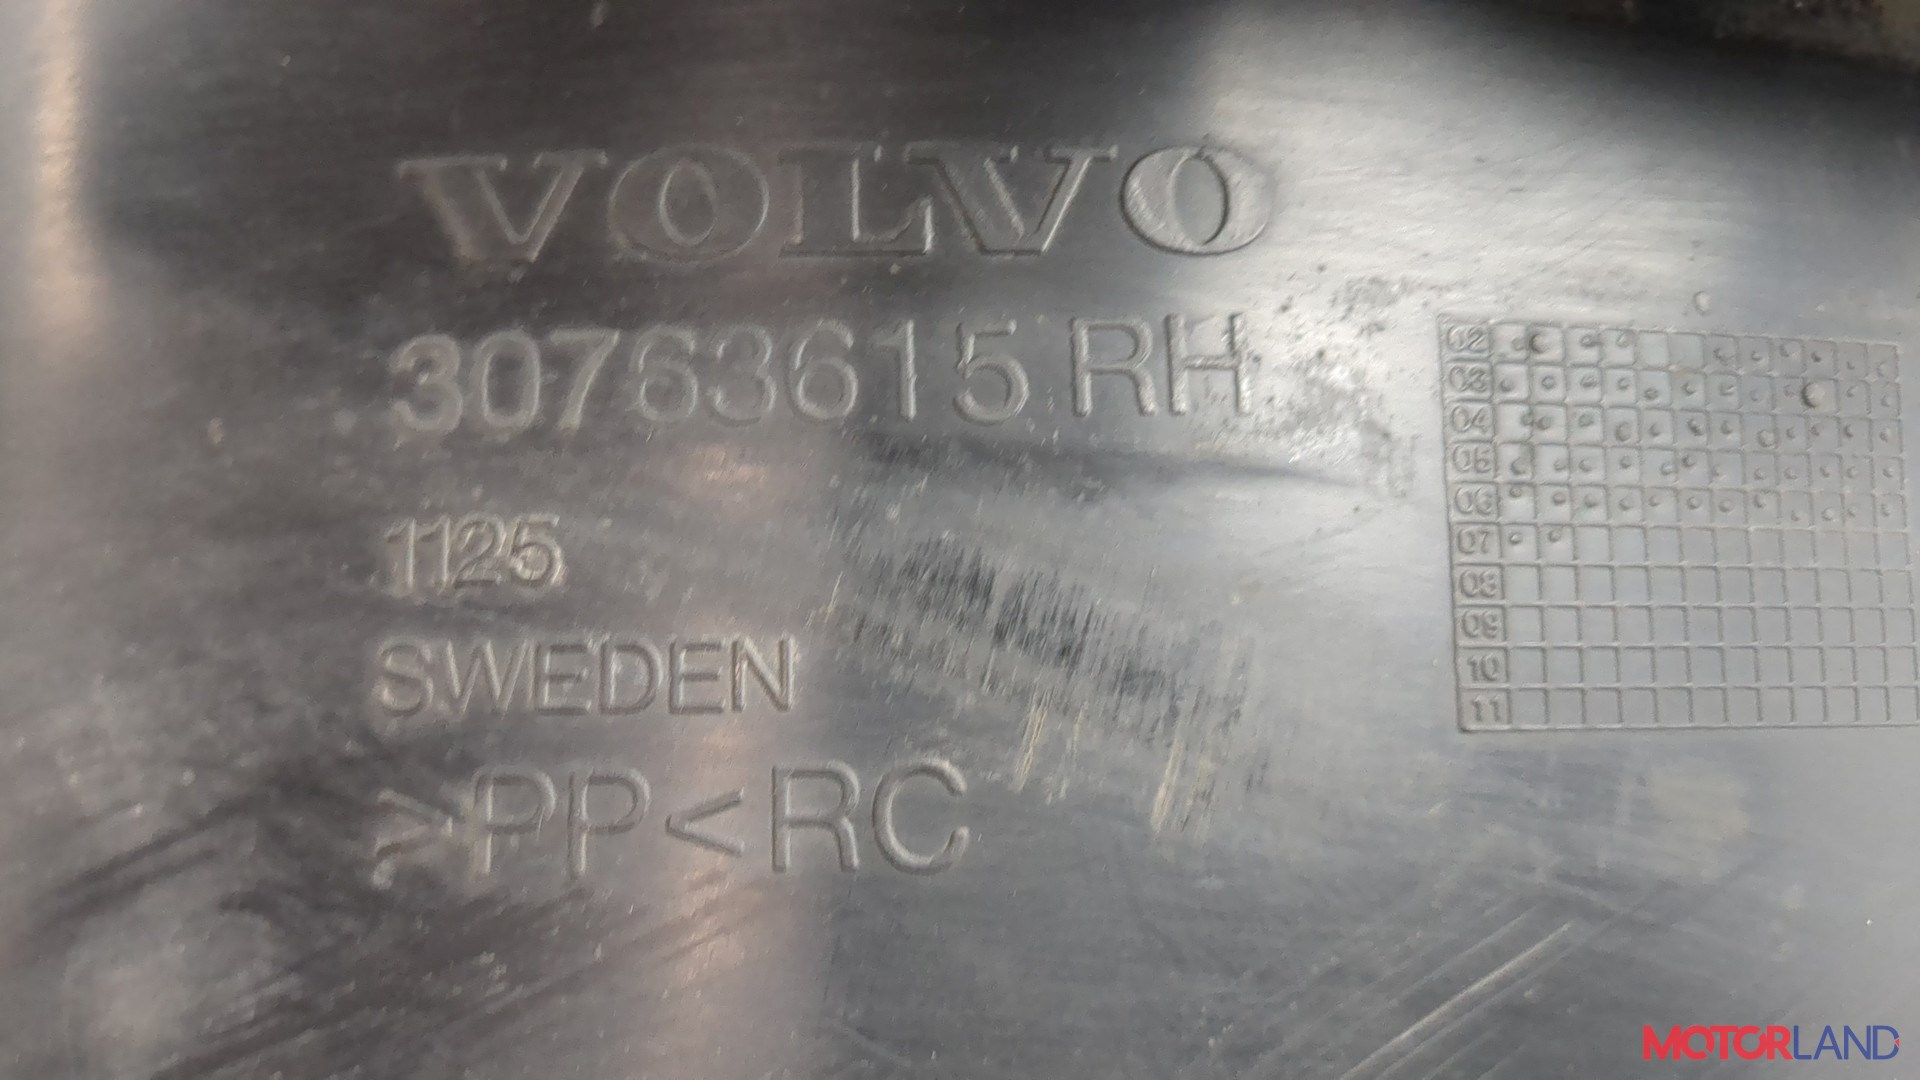 VOLVO
30763615 RH
1125
SWEDEN
>PP<RC
02
03
04
05
06
07
08
09
10
11
MOTORLAND